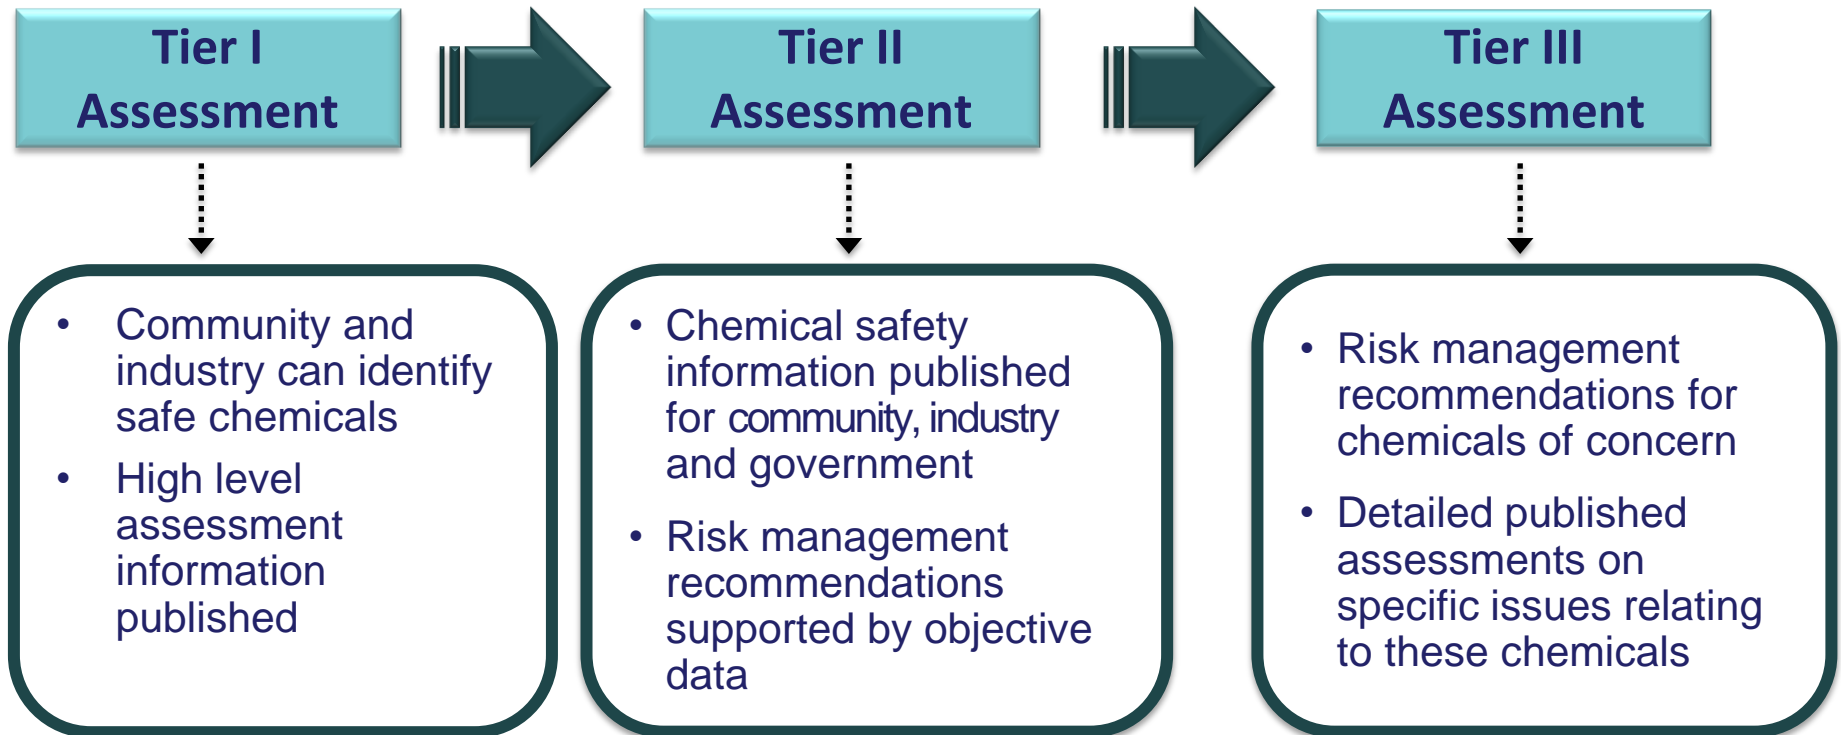 Tier I
Assessment
Tier II
Assessment
Tier III
Assessment
• Community and
industry can identify
safe chemicals
• High level
assessment
information
published
• Chemical safety
information published
for community, industry
and government
• Risk management
recommendations
supported by objective
data
• Risk management
recommendations for
chemicals of concern
• Detailed published
assessments on
specific issues relating
to these chemicals